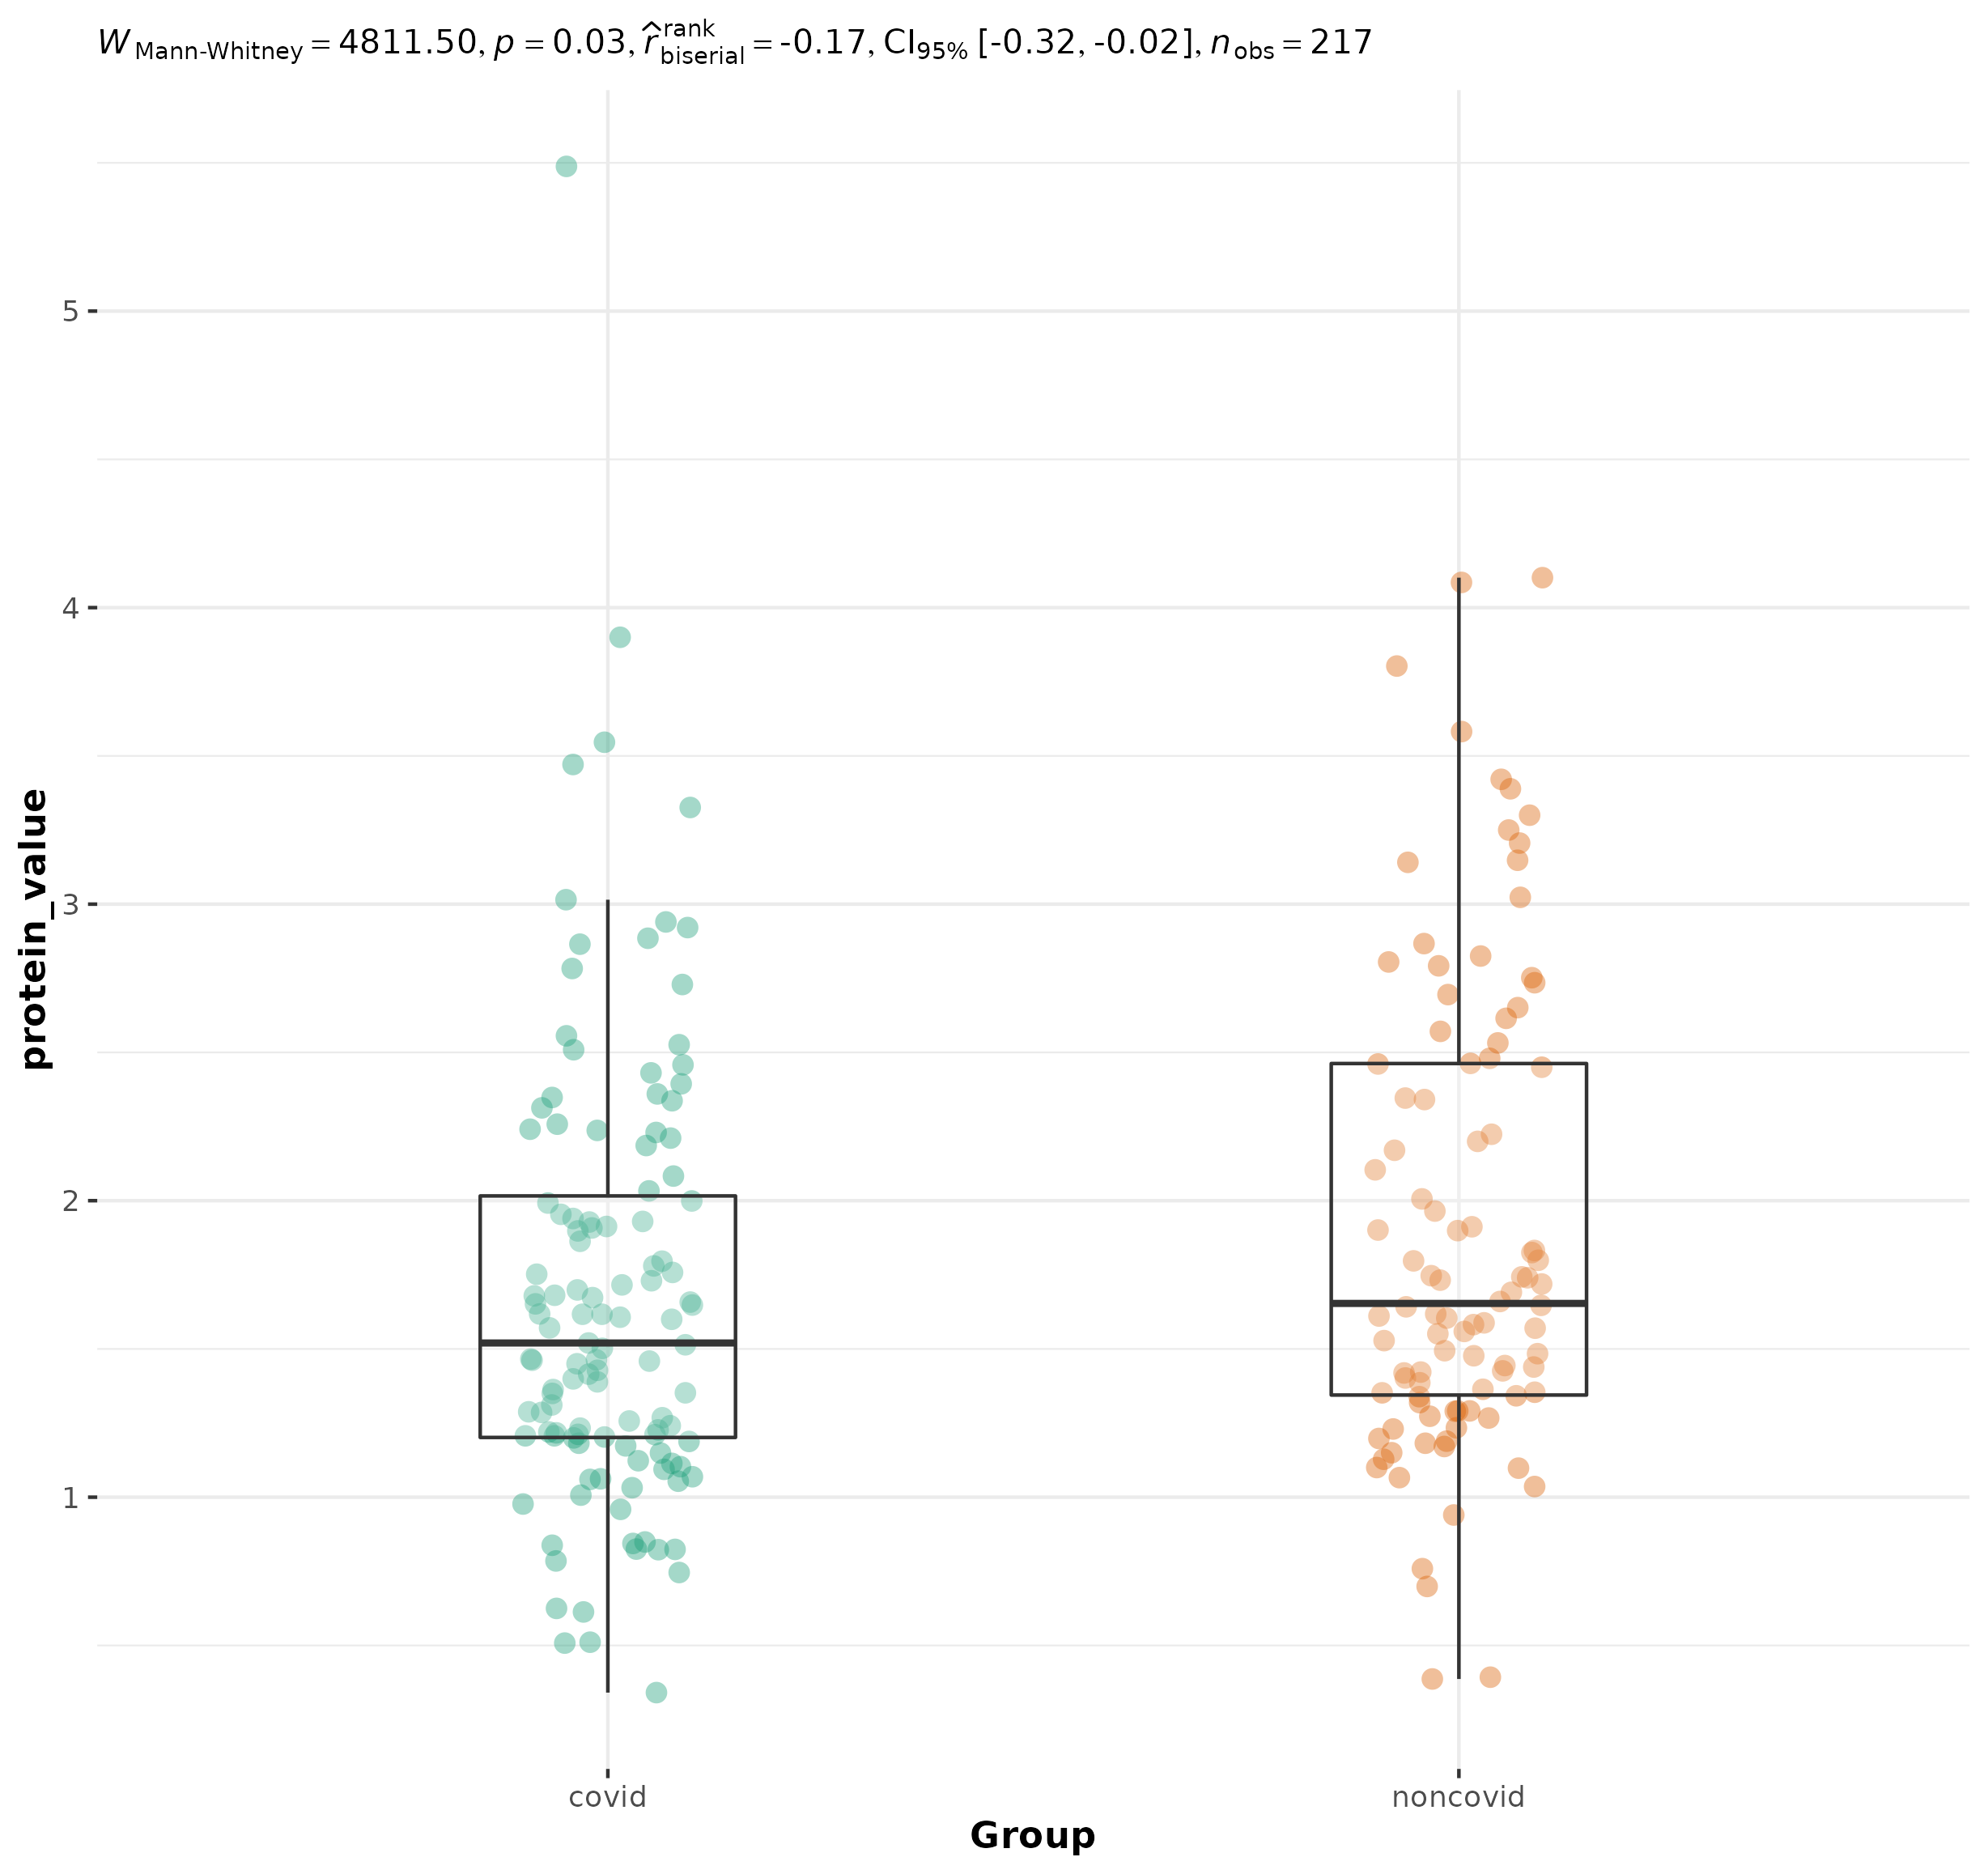 W Mann-Whitney = 4811.50, p = 0.03, r̂ rank biserial = -0.17, CI95% [-0.32, -0.02], nobs = 217
5
4
3
2
1
protein_value
covid noncovid
Group